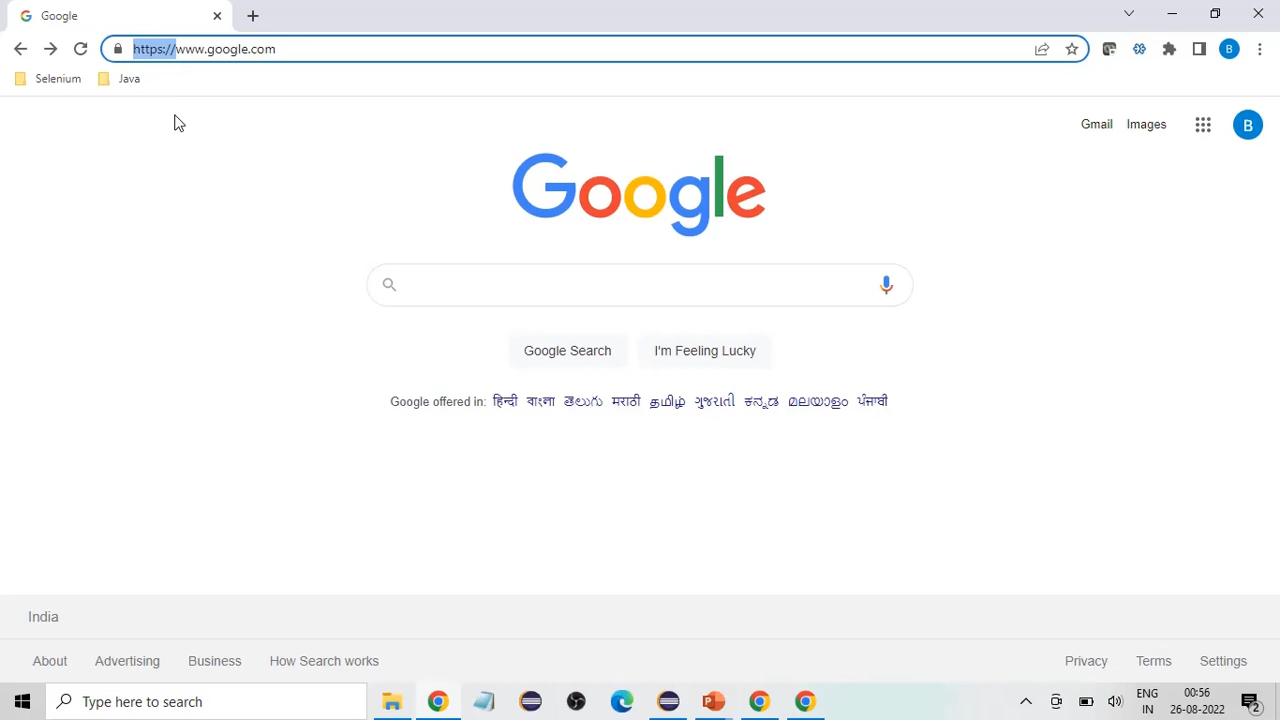 Google
https://www.google.com
B
Selenium
Java
Gmail
Images
B
Google
Google Search
I'm Feeling Lucky
Google offered in: हिन्दी বাংলা తెలుగు मराठी தமிழ் ગુજરાતી ಕನ್ನಡ മലയാളം ਪੰਜਾਬੀ
India
About
Advertising
Business
How Search works
Privacy
Terms
Settings
Type here to search
ENG
IN
00:56
26-08-2022
2